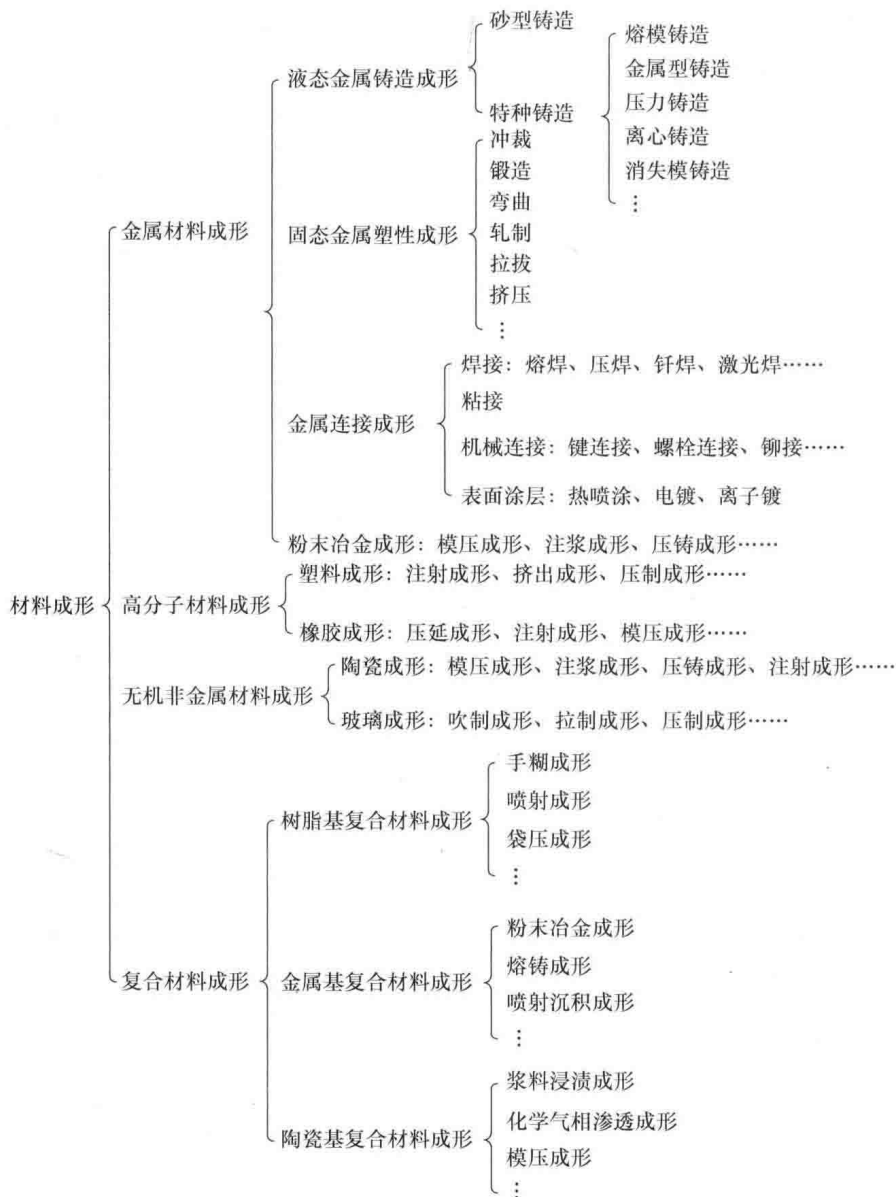 砂型铸造
熔模铸造
金属型铸造
液态金属铸造成形
压力铸造
特种铸造
离心铸造
冲裁
锻造
消失模铸造
弯曲
⋮
金属材料成形
固态金属塑性成形
轧制
拉拔
挤压
⋮
焊接：熔焊、压焊、钎焊、激光焊……
粘接
金属连接成形
机械连接：键连接、螺栓连接、铆接……
表面涂层：热喷涂、电镀、离子镀
粉末冶金成形：模压成形、注浆成形、压铸成形……
塑料成形：注射成形、挤出成形、压制成形……
材料成形
高分子材料成形
橡胶成形：压延成形、注射成形、模压成形……
陶瓷成形：模压成形、注浆成形、压铸成形、注射成形……
无机非金属材料成形
玻璃成形：吹制成形、拉制成形、压制成形……
手糊成形
喷射成形
树脂基复合材料成形
袋压成形
⋮
粉末冶金成形
熔铸成形
复合材料成形
金属基复合材料成形
喷射沉积成形
⋮
浆料浸渍成形
化学气相渗透成形
陶瓷基复合材料成形
模压成形
⋮